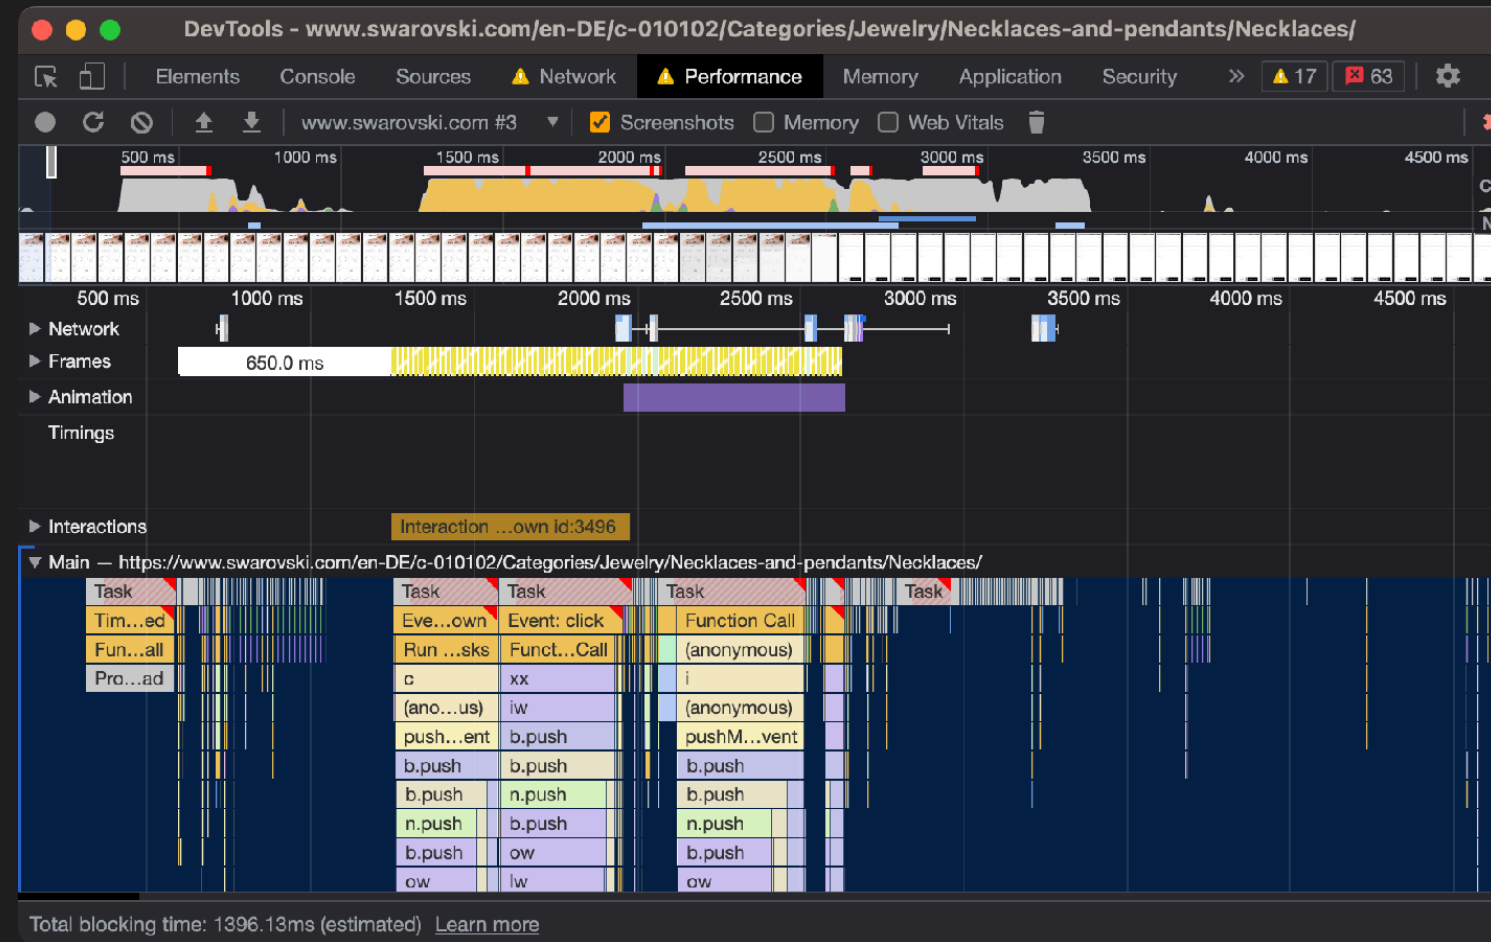 DevTools - www.swarovski.com/en-DE/c-010102/Categories/Jewelry/Necklaces-and-pendants/Necklaces/
Elements Console Sources Network Performance Memory Application Security 17 63
www.swarovski.com #3 Screenshots Memory Web Vitals
500 ms 1000 ms 1500 ms 2000 ms 2500 ms 3000 ms 3500 ms 4000 ms 4500 ms
C
N
500 ms 1000 ms 1500 ms 2000 ms 2500 ms 3000 ms 3500 ms 4000 ms 4500 ms
Network
Frames 650.0 ms
Animation
Timings
Interactions Interaction ...own id:3496
Main — https://www.swarovski.com/en-DE/c-010102/Categories/Jewelry/Necklaces-and-pendants/Necklaces/
Task Task Task Task Task
Tim...ed Eve...own Event: click Function Call
Fun...all Run ...sks Funct...Call (anonymous)
Pro...ad c xx i
(ano...us) iw (anonymous)
push...ent b.push pushM...vent
b.push b.push b.push
b.push n.push b.push
n.push b.push n.push
b.push ow b.push
ow lw ow
Total blocking time: 1396.13ms (estimated) Learn more